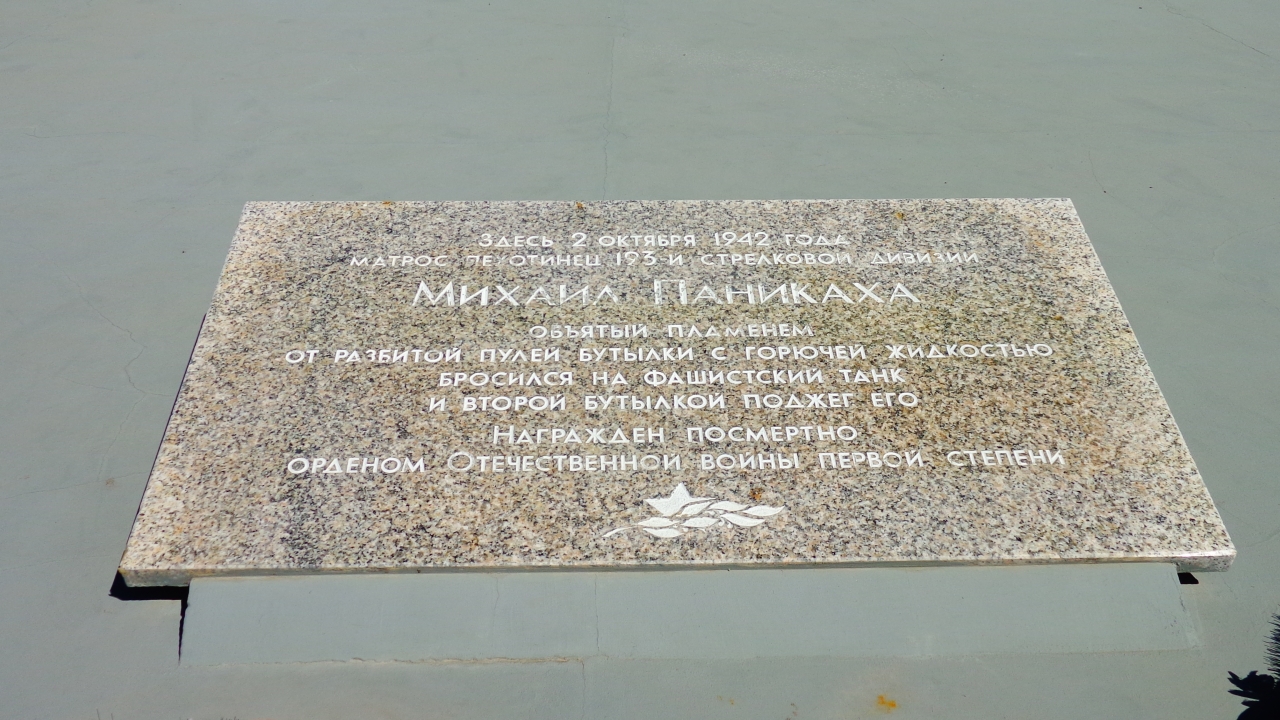 Здесь 2 октября 1942 года
матрос пехотинец 193-й стрелковой дивизии
Михаил Паникаха
объятый пламенем
от разбитой пулей бутылки с горючей жидкостью
бросился на фашистский танк
и второй бутылкой поджег его
Награжден посмертно
орденом Отечественной войны первой степени